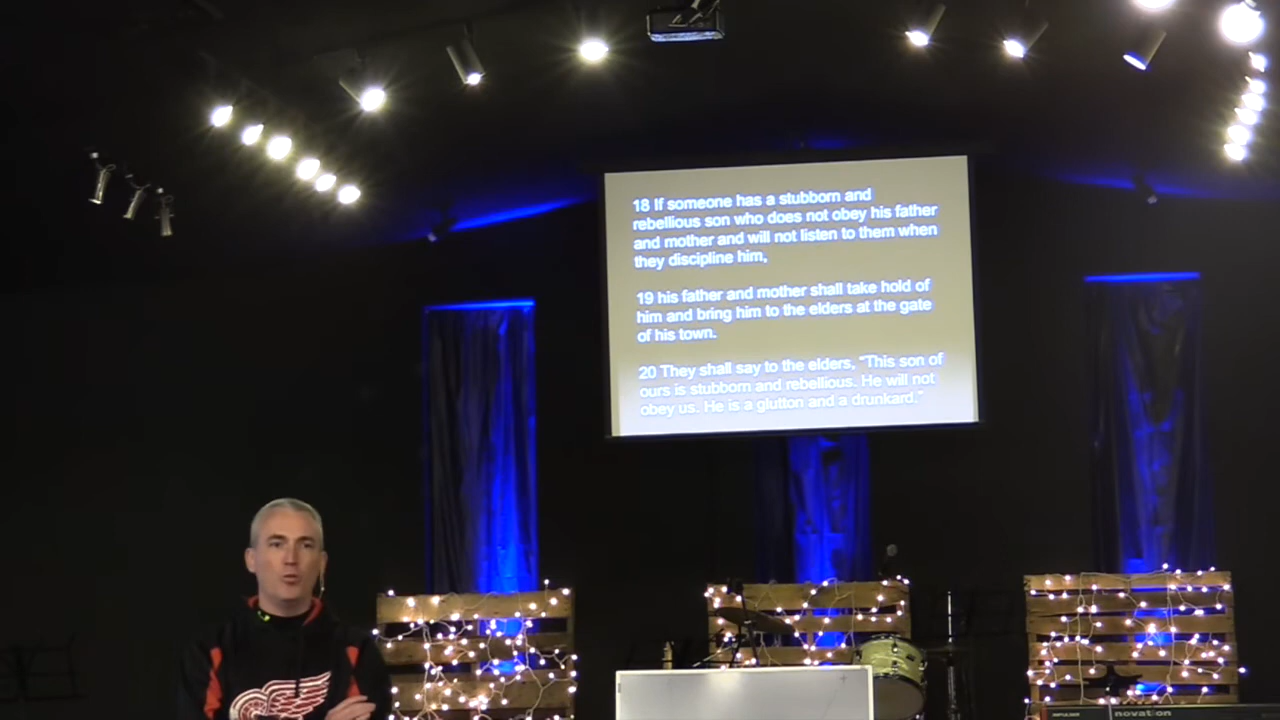 18 If someone has a stubborn and
rebellious son who does not obey his father
and mother and will not listen to them when
they discipline him,
19 his father and mother shall take hold of
him and bring him to the elders at the gate
of his town.
20 They shall say to the elders, "This son of
ours is stubborn and rebellious. He will not
obey us. He is a glutton and a drunkard."
IMPULSE novation